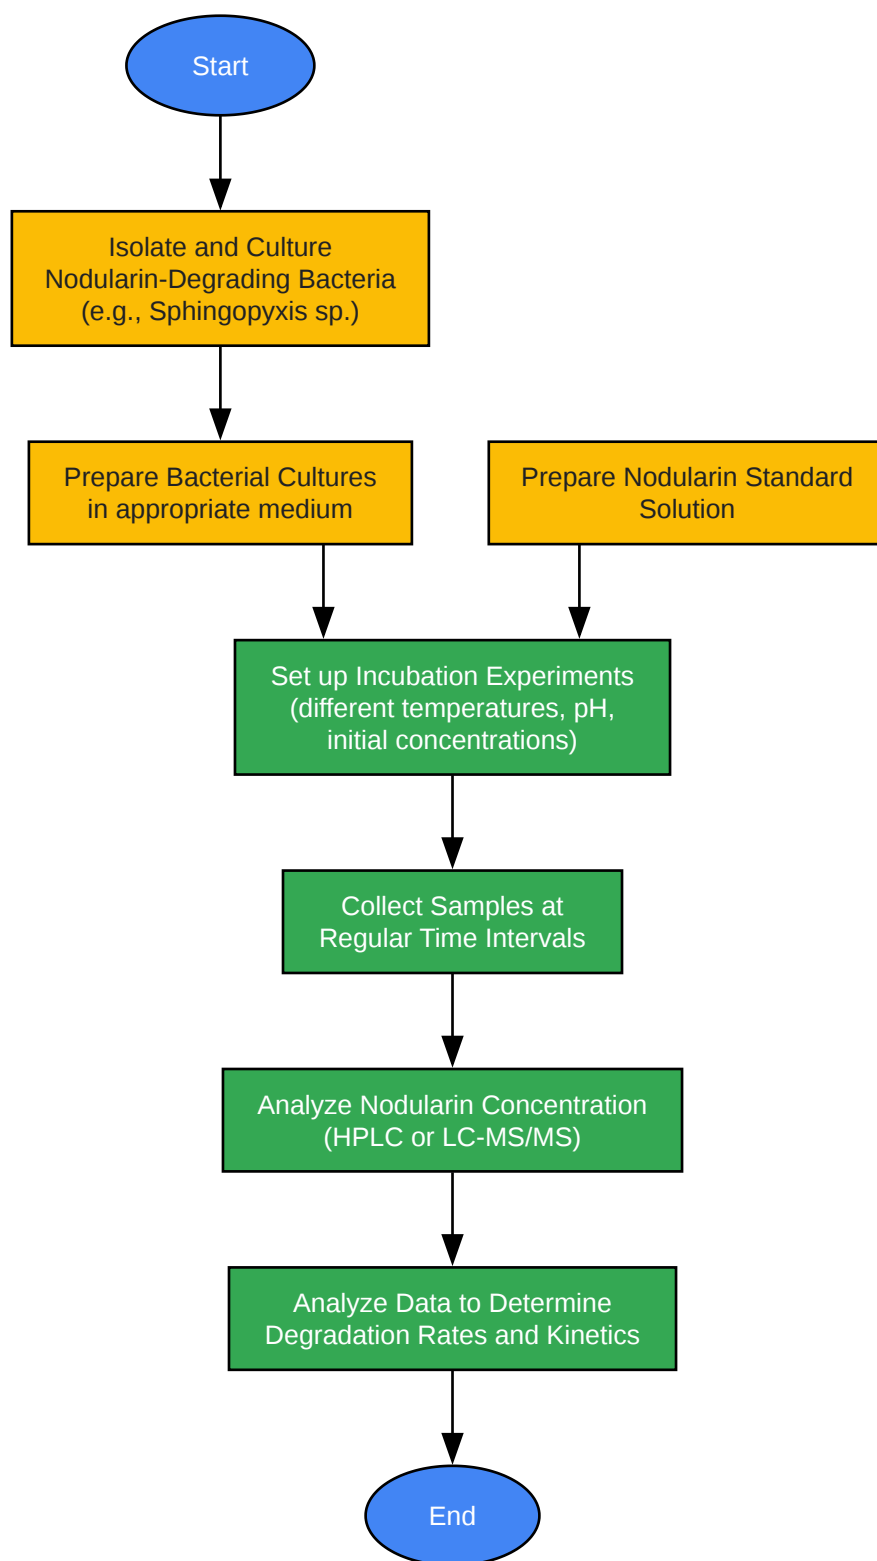 Start
Isolate and Culture
Nodularin-Degrading Bacteria
(e.g., Sphingopyxis sp.)
Prepare Bacterial Cultures
in appropriate medium
Prepare Nodularin Standard
Solution
Set up Incubation Experiments
(different temperatures, pH,
initial concentrations)
Collect Samples at
Regular Time Intervals
Analyze Nodularin Concentration
(HPLC or LC-MS/MS)
Analyze Data to Determine
Degradation Rates and Kinetics
End